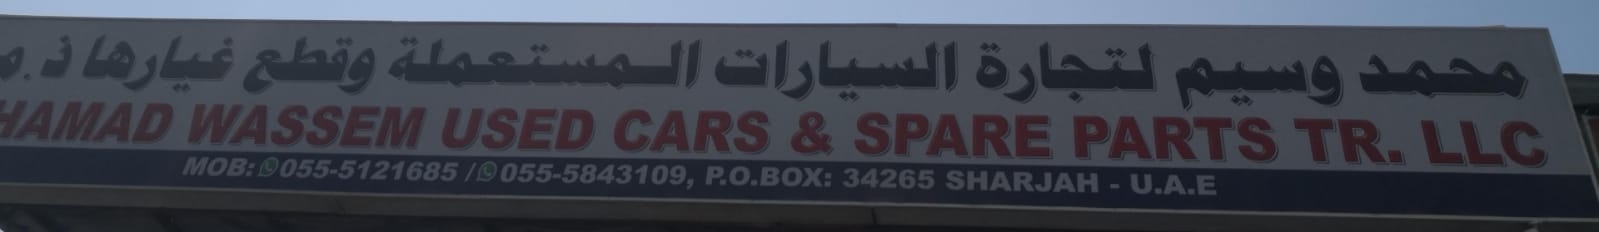 محمد وسيم لتجارة السيارات المستعملة وقطع غيارها ذ.م
HAMAD WASSEM USED CARS & SPARE PARTS TR. LLC
MOB: 055-5121685 / 055-5843109, P.O.BOX: 34265 SHARJAH - U.A.E